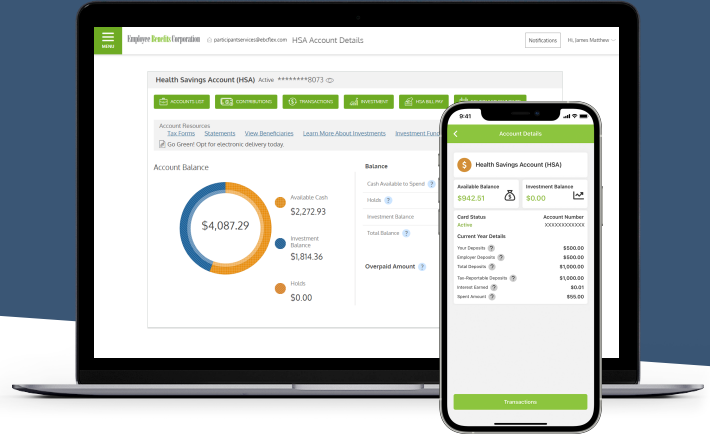 MENU
Employee Benefits Corporation
participantservices@ebcflex.com
HSA Account Details
Notifications
Hi, James Matthew
Health Savings Account (HSA) Active ********8073
ACCOUNTS LIST
CONTRIBUTIONS
TRANSACTIONS
INVESTMENT
HSA BILL PAY
Account Resources
Tax Forms Statements View Beneficiaries Learn More About Investments Investment Fund
Go Green! Opt for electronic delivery today.
Account Balance
$4,087.29
Available Cash
$2,272.93
Investment
Balance
$1,814.36
Holds
$0.00
Balance
Cash Available to Spend ?
Holds ?
Investment Balance
Total Balance ?
Overpaid Amount ?
9:41
Account Details
$ Health Savings Account (HSA)
Available Balance
$942.51
Investment Balance
$0.00
Card Status Account Number
Active XXXXXXXXXXXX
Current Year Details
Your Deposits ? $500.00
Employer Deposits ? $500.00
Total Deposits ? $1,000.00
Tax-Reportable Deposits ? $1,000.00
Interest Earned ? $0.01
Spent Amount ? $55.00
Transactions